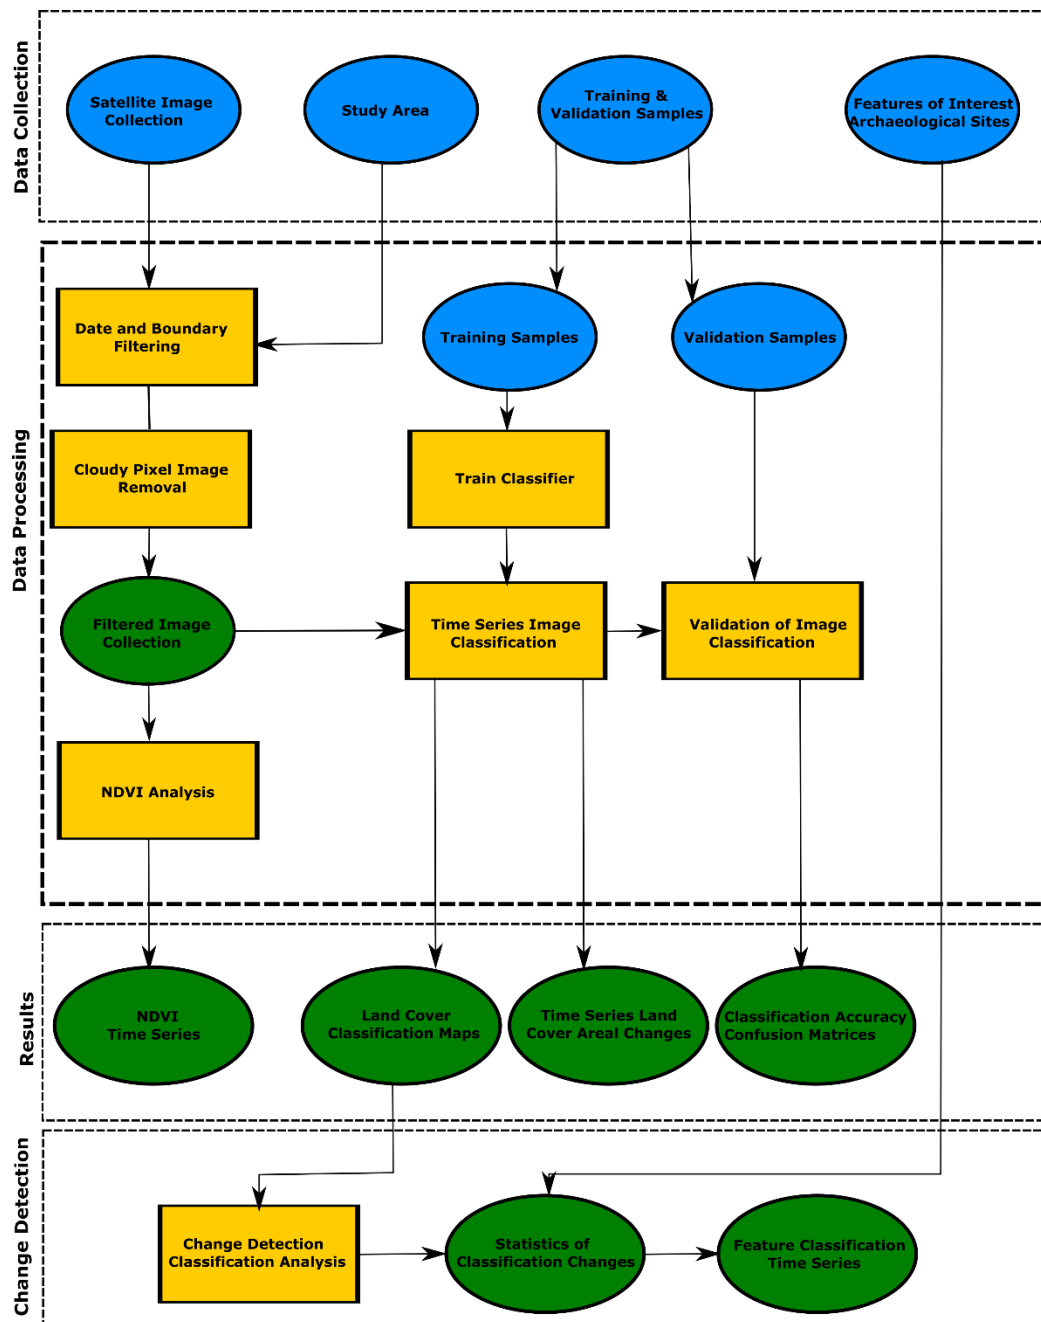 Data Collection
Satellite Image
Collection
Study Area
Training &
Validation Samples
Features of Interest
Archaeological Sites
Data Processing
Date and Boundary
Filtering
Training Samples
Validation Samples
Cloudy Pixel Image
Removal
Train Classifier
Filtered Image
Collection
Time Series Image
Classification
Validation of Image
Classification
NDVI Analysis
Results
NDVI
Time Series
Land Cover
Classification Maps
Time Series Land
Cover Areal Changes
Classification Accuracy
Confusion Matrices
Change Detection
Change Detection
Classification Analysis
Statistics of
Classification Changes
Feature Classification
Time Series